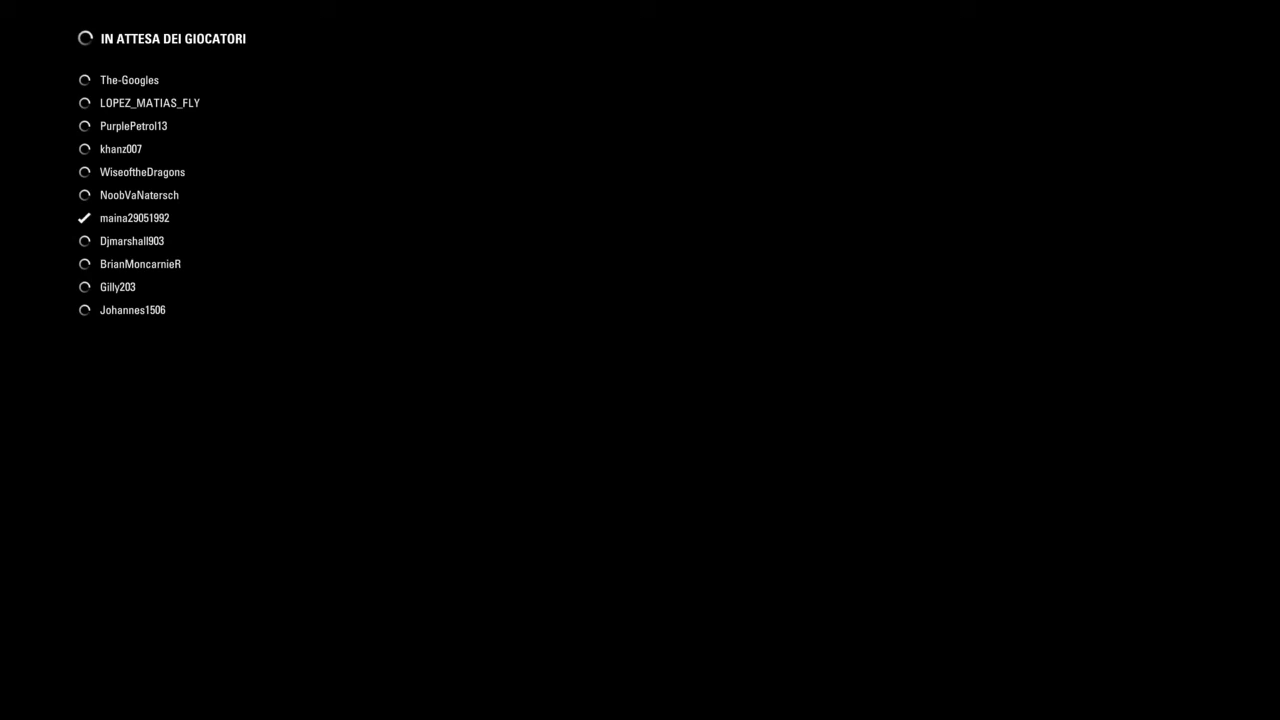 IN ATTESA DEI GIOCATORI
The-Googles
LOPEZ_MATIAS_FLY
PurplePetrol13
khanz007
WiseoftheDragons
NoobVaNatersch
maina29051992
Djmarshall903
BrianMoncarnieR
Gilly203
Johannes1506